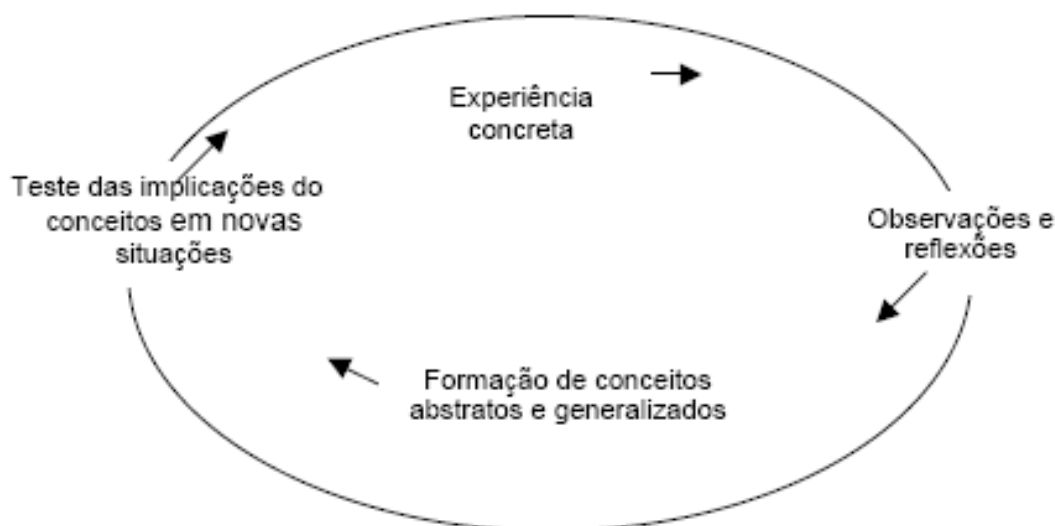 Experiência
concreta
Teste das implicações do
conceitos em novas
situações
Observações e
reflexões
Formação de conceitos
abstratos e generalizados